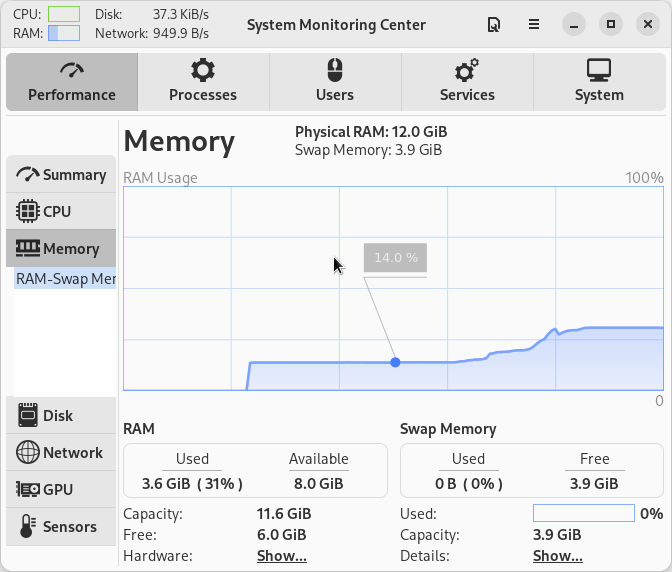 CPU: Disk: 37.3 KiB/s
RAM: Network: 949.9 B/s
System Monitoring Center
Performance Processes Users Services System
Summary
CPU
Memory
RAM-Swap Mer
Disk
Network
GPU
Sensors
Memory
Physical RAM: 12.0 GiB
Swap Memory: 3.9 GiB
RAM Usage 100%
14.0 %
0
RAM
Used Available
3.6 GiB ( 31% ) 8.0 GiB
Capacity: 11.6 GiB
Free: 6.0 GiB
Hardware: Show...
Swap Memory
Used Free
0 B ( 0% ) 3.9 GiB
Used: 0%
Capacity: 3.9 GiB
Details: Show...